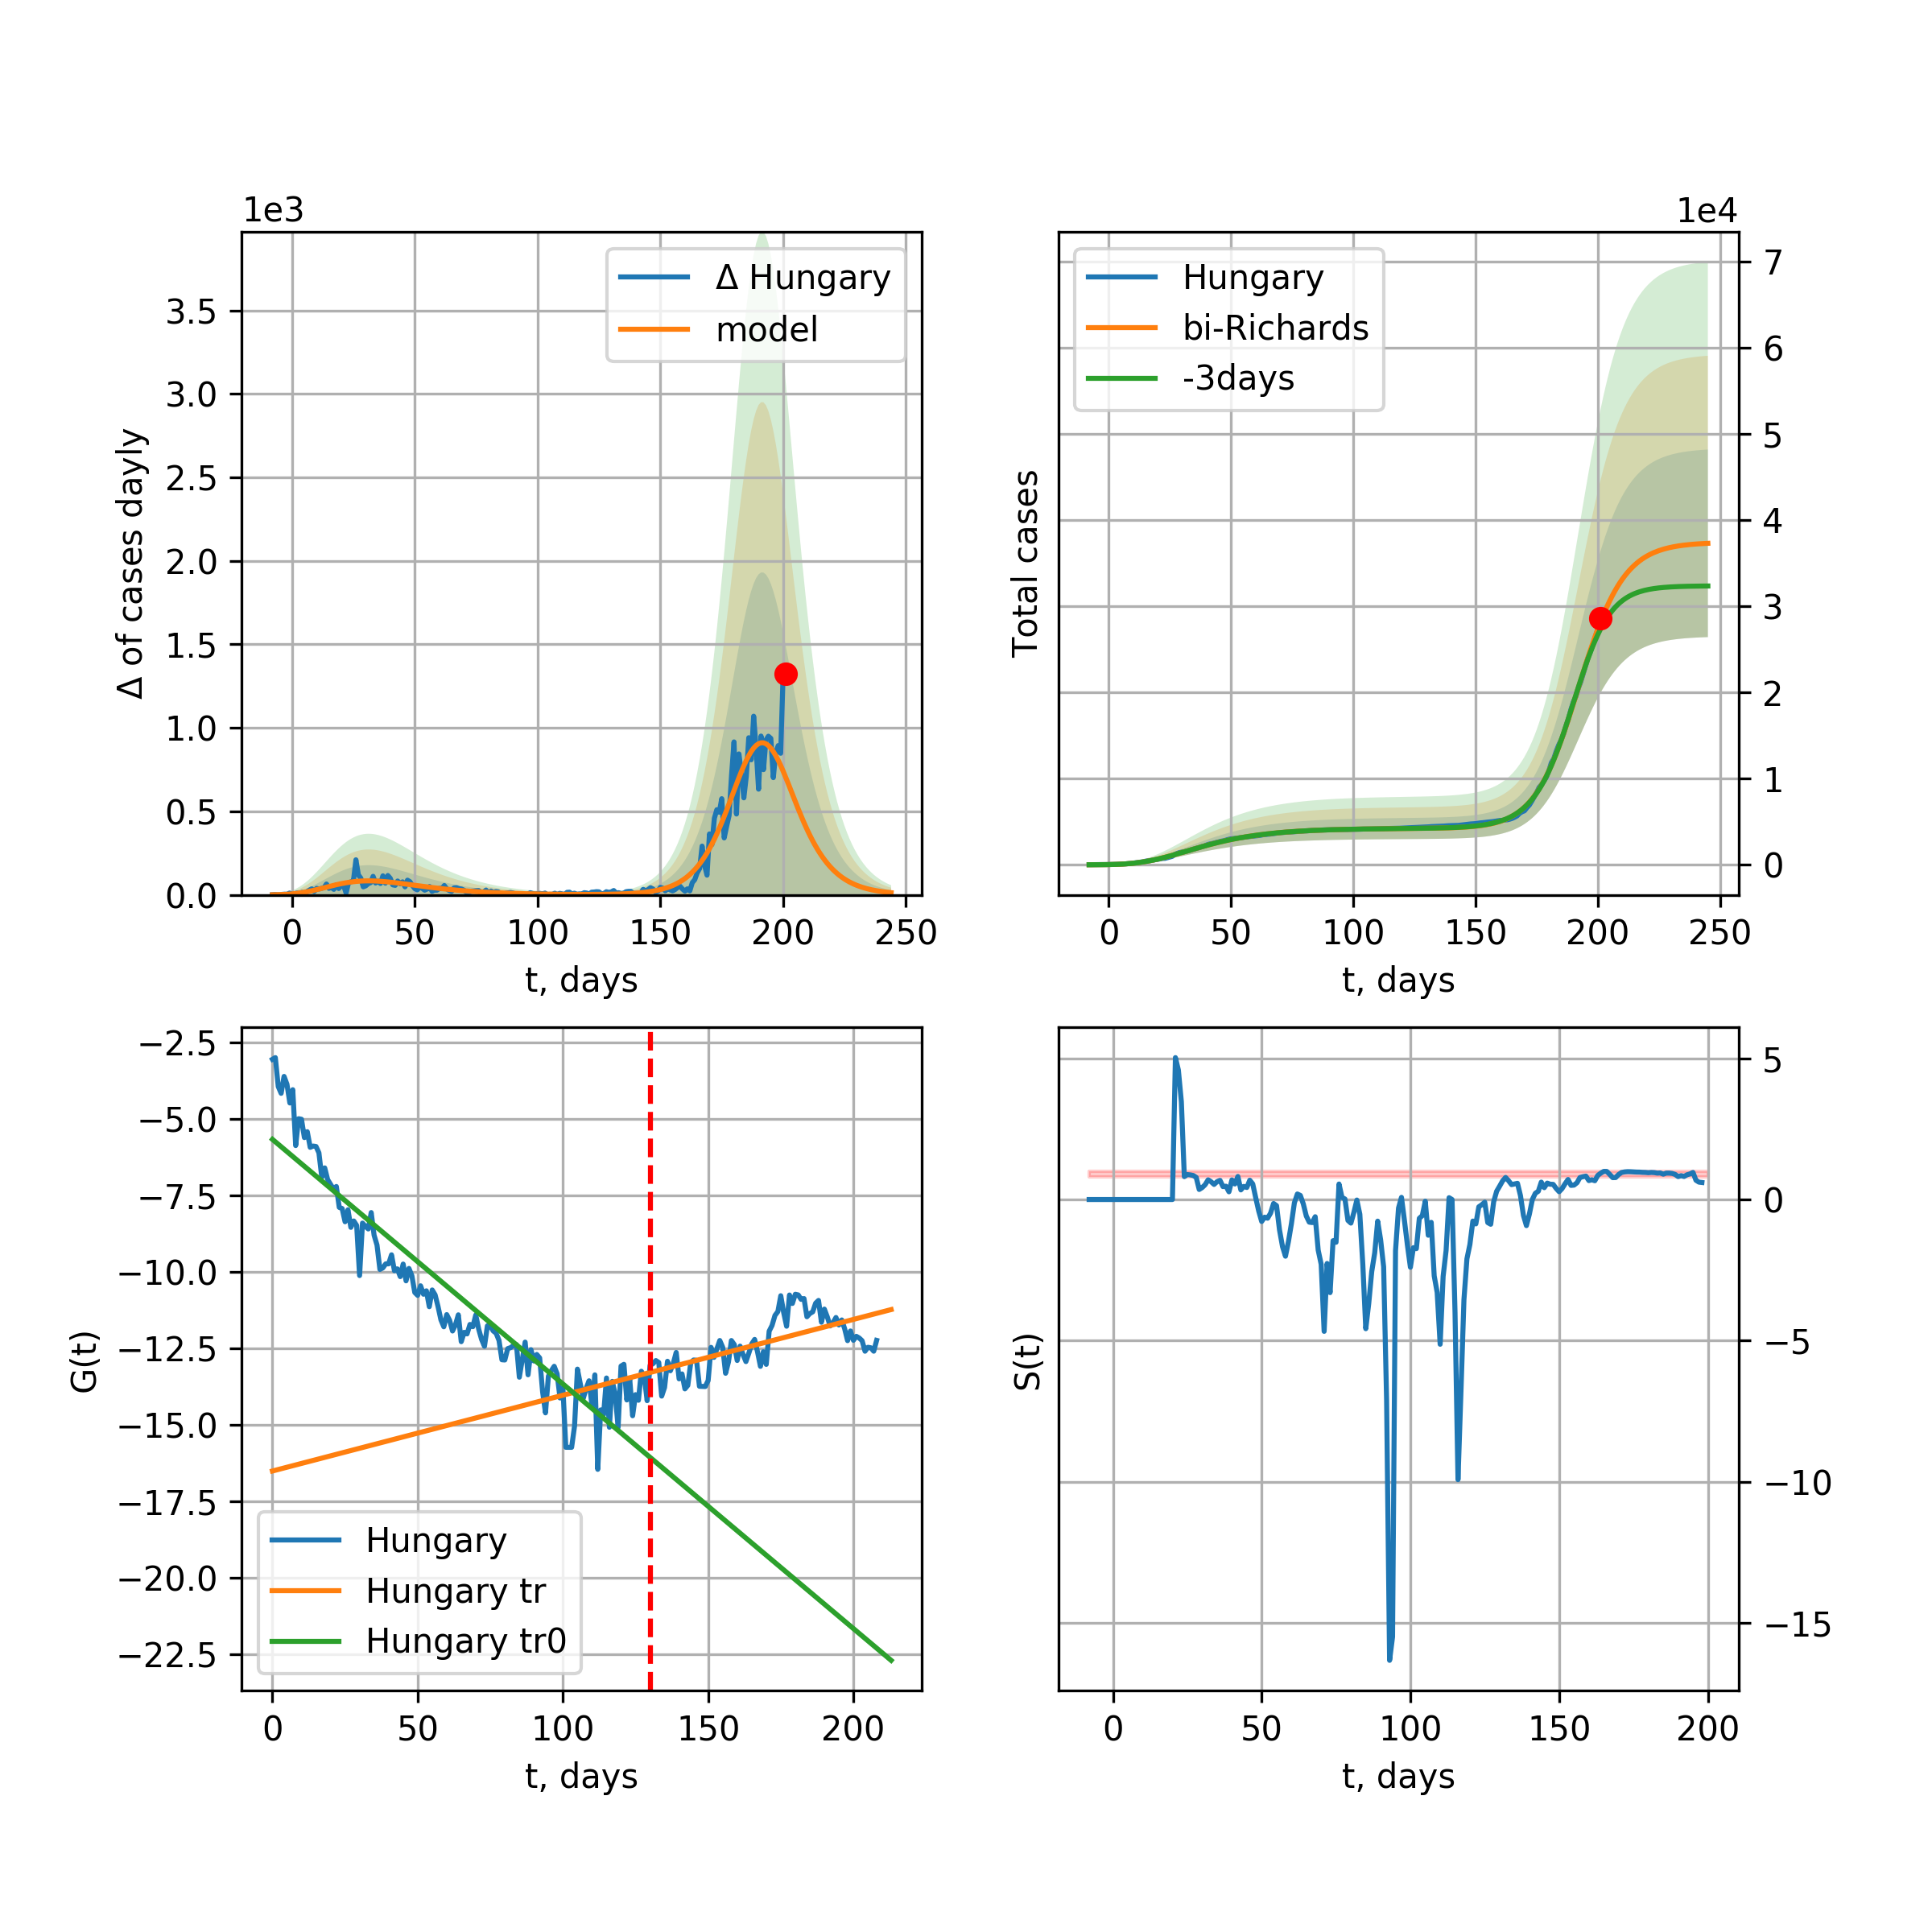 1e3
Δ of cases dayly
3.5
3.0
2.5
2.0
1.5
1.0
0.5
0.0
0 50 100 150 200 250
t, days
Δ Hungary
model
1e4
Total cases
7
6
5
4
3
2
1
0
0 50 100 150 200 250
t, days
Hungary
bi-Richards
-3days
G(t)
−2.5
−5.0
−7.5
−10.0
−12.5
−15.0
−17.5
−20.0
−22.5
0 50 100 150 200
t, days
Hungary
Hungary tr
Hungary tr0
S(t)
5
0
−5
−10
−15
0 50 100 150 200
t, days